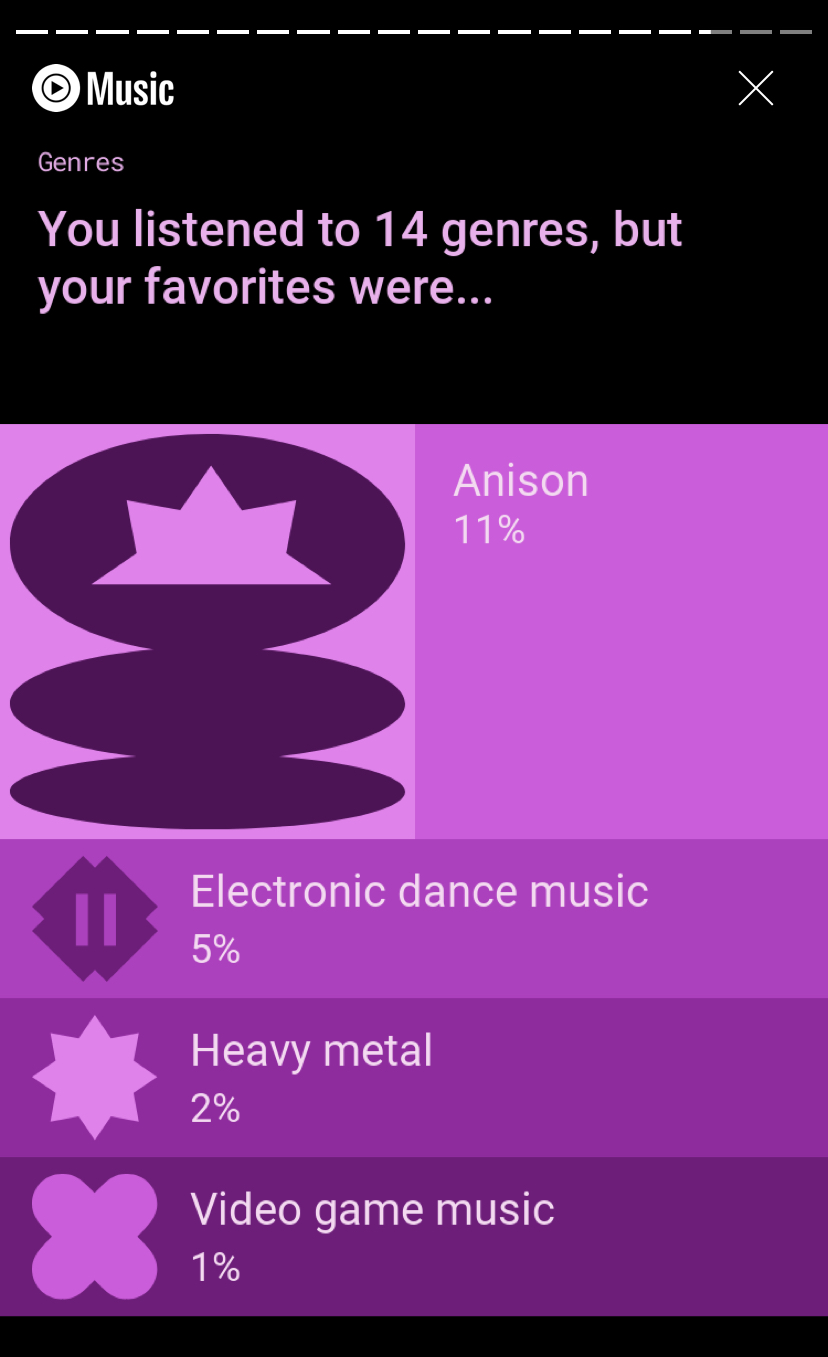 Music
Genres
You listened to 14 genres, but
your favorites were...
Anison
11%
Electronic dance music
5%
Heavy metal
2%
Video game music
1%